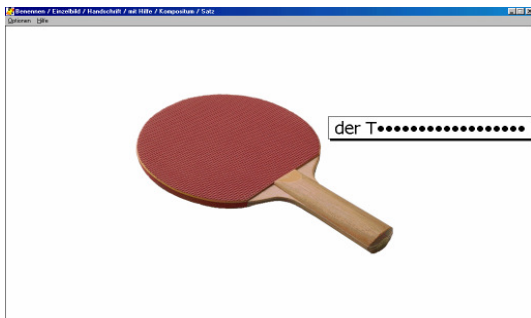 Benennen / Einzelbild / Handschrift / mit Hilfe / Kompositum / Satz
Optionen Hilfe
der T••••••••••••••••••